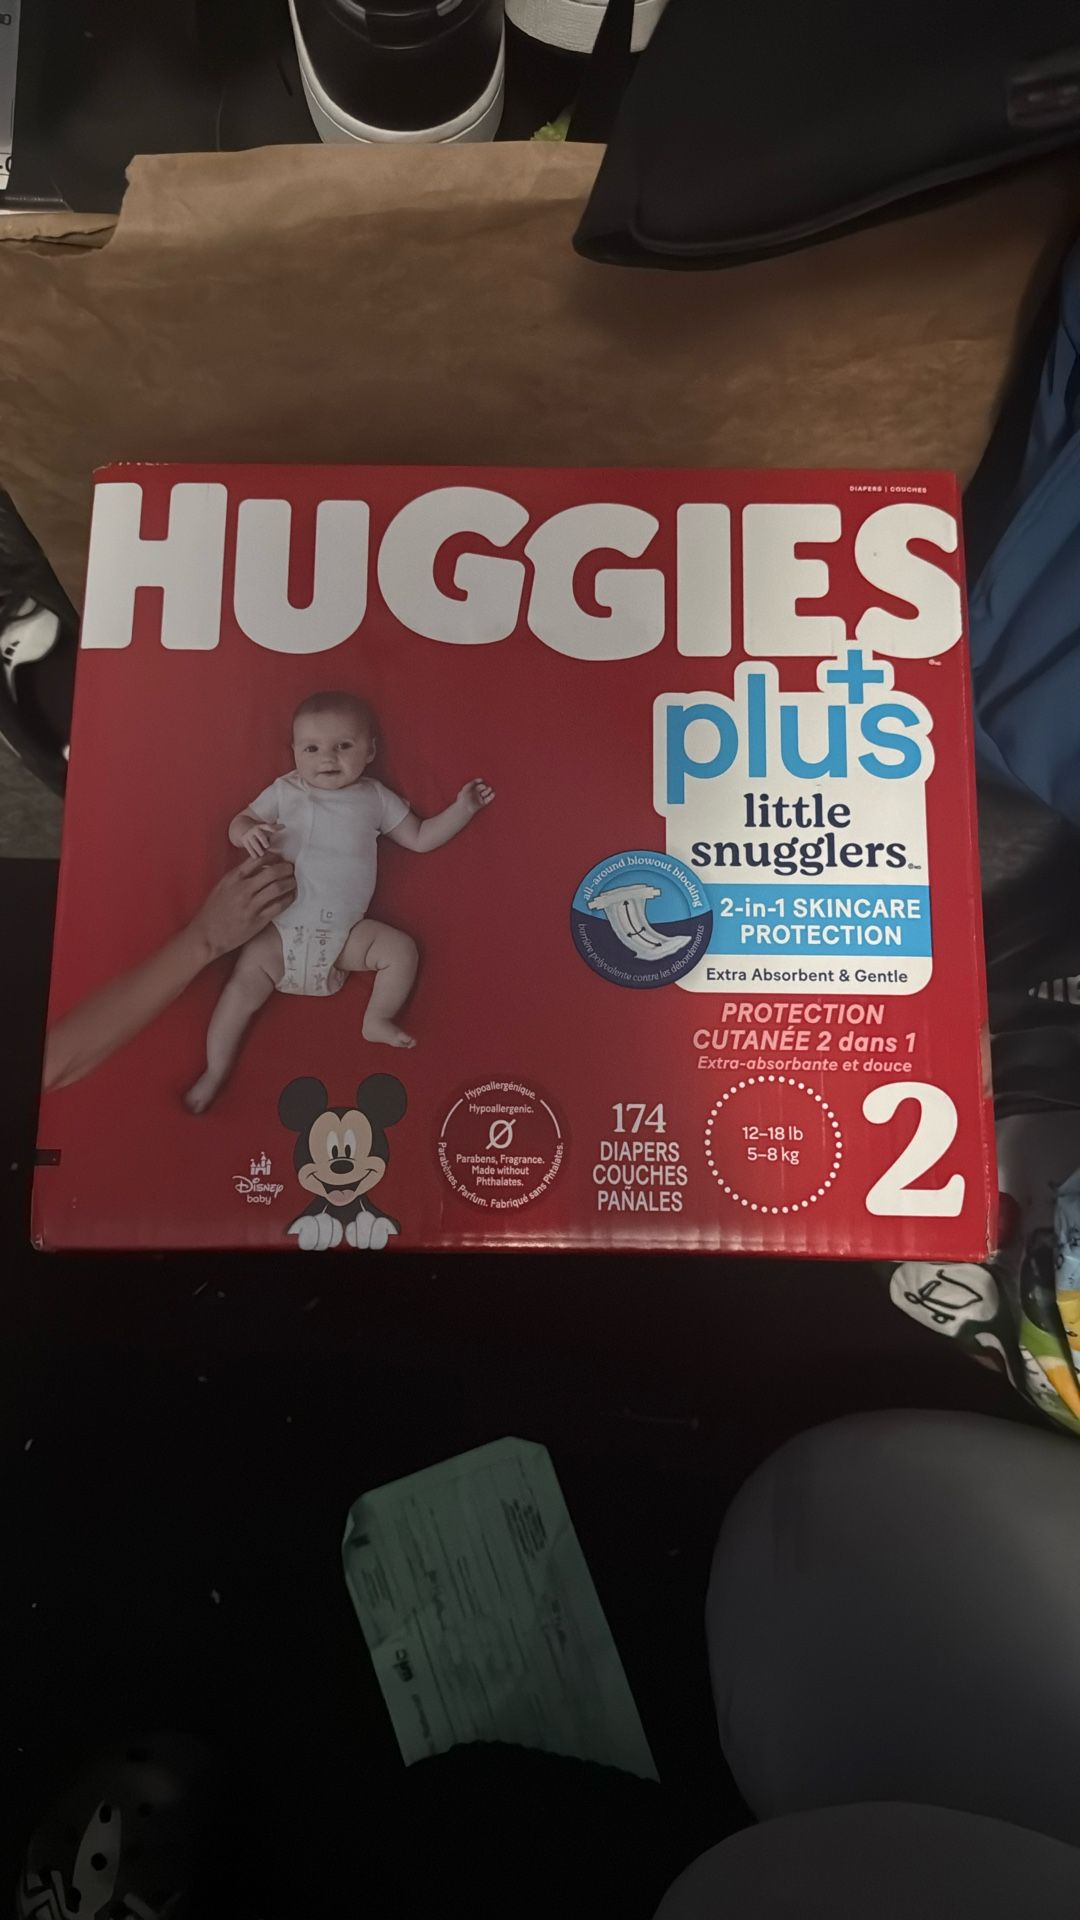 DIAPERS | COUCHES
HUGGIES
plus+
little
snugglers
all-around blowout blocking
barrière polyvalente contre les débordements
2-in-1 SKINCARE
PROTECTION
Extra Absorbent & Gentle
PROTECTION
CUTANÉE 2 dans 1
Extra-absorbante et douce
Disney
baby
Hypoallergénique.
Hypoallergenic.
Parabens, Fragrance.
Made without
Phthalates.
Parabènes, Parfum. Fabriqué sans Phtalates.
174
DIAPERS
COUCHES
PAÑALES
12–18 lb
5–8 kg
2